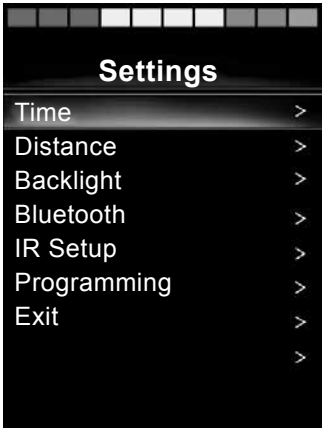 Settings
Time >
Distance >
Backlight >
Bluetooth >
IR Setup >
Programming >
Exit >
>